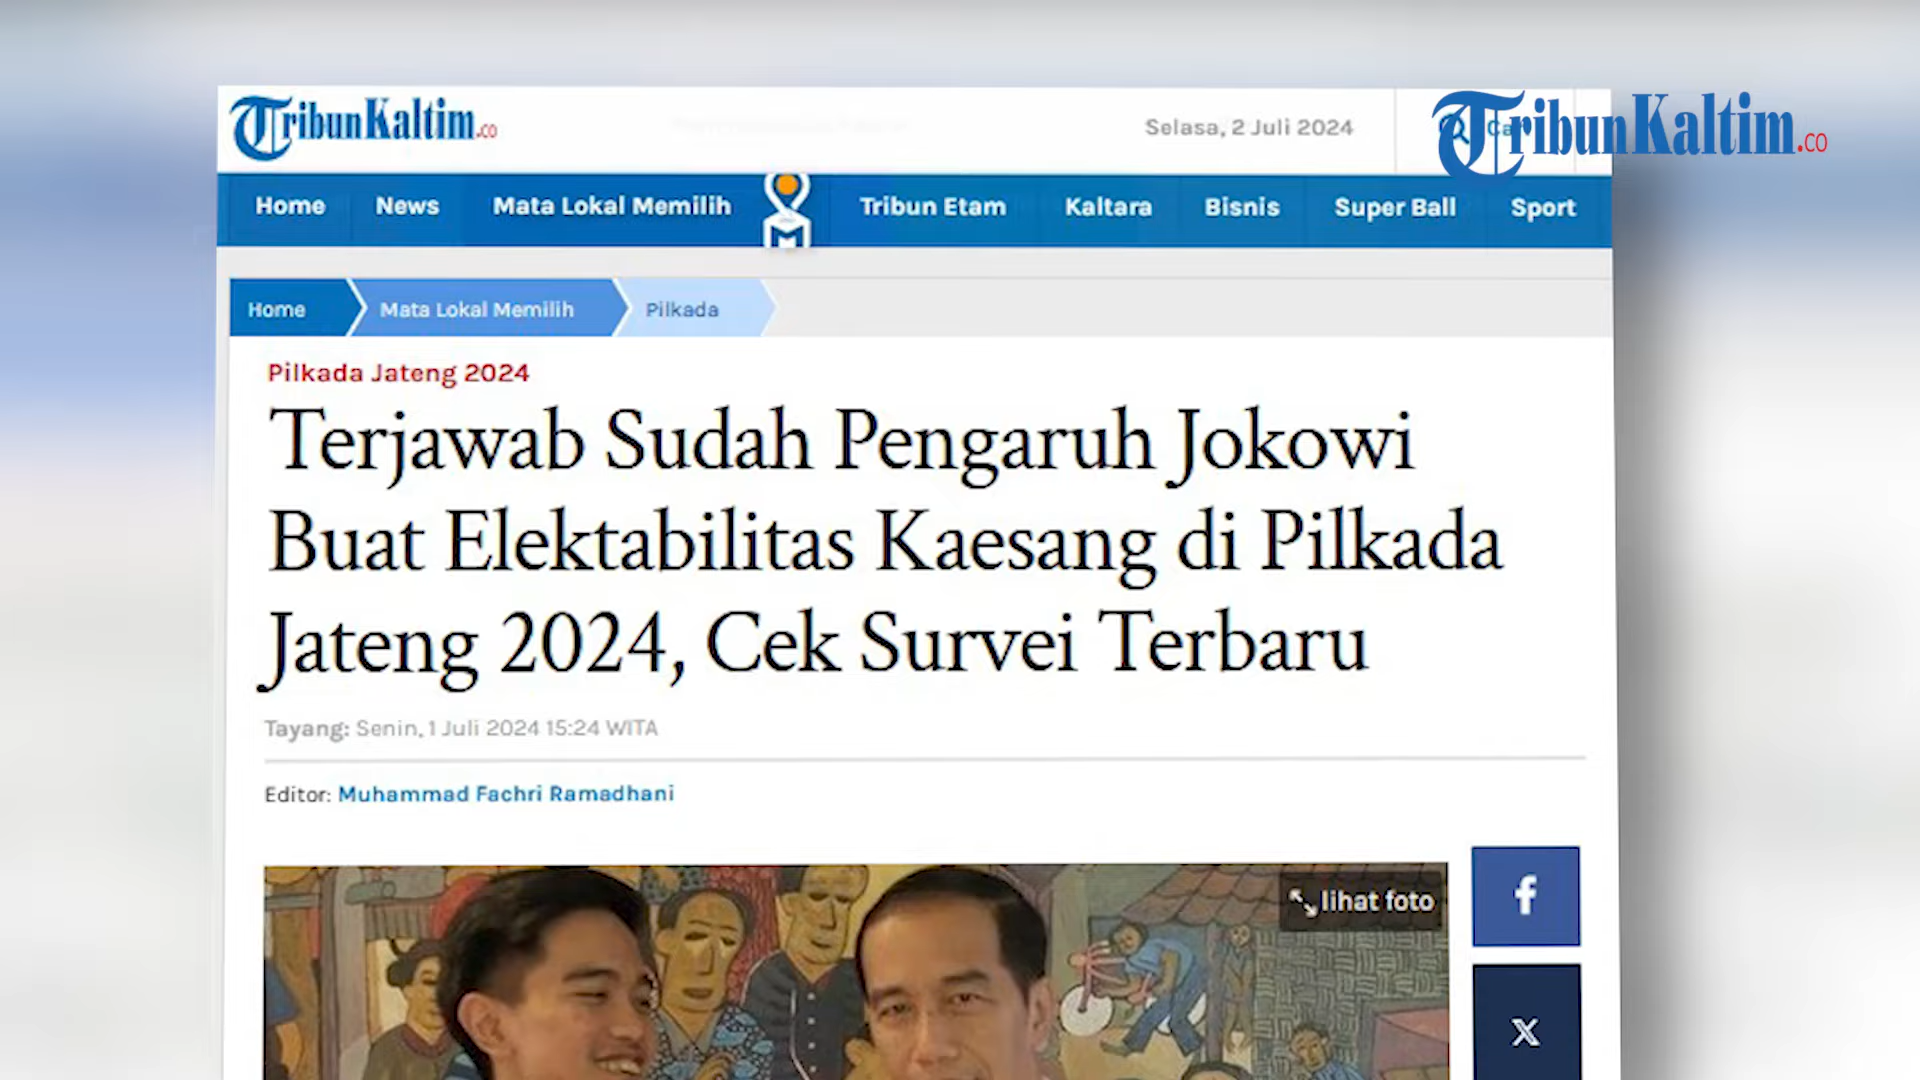 TribunKaltim.co
Selasa, 2 Juli 2024
TribunKaltim.co
Home
News
Mata Lokal Memilih
Tribun Etam
Kaltara
Bisnis
Super Ball
Sport
Home
Mata Lokal Memilih
Pilkada
Pilkada Jateng 2024
Terjawab Sudah Pengaruh Jokowi
Buat Elektabilitas Kaesang di Pilkada
Jateng 2024, Cek Survei Terbaru
Tayang: Senin, 1 Juli 2024 15:24 WITA
Editor: Muhammad Fachri Ramadhani
lihat foto